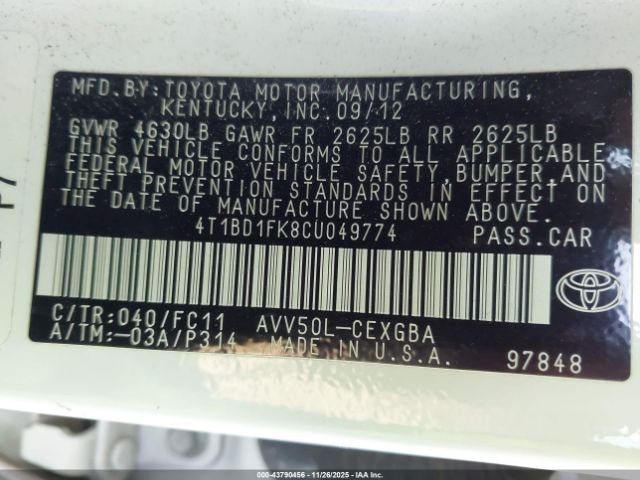 MFD.BY:TOYOTA MOTOR MANUFACTURING,
KENTUCKY,INC.09/12
GVWR 4630LB GAWR FR 2625LB RR 2625LB
THIS VEHICLE CONFORMS TO ALL APPLICABLE
FEDERAL MOTOR VEHICLE SAFETY,BUMPER,AND
THEFT PREVENTION STANDARDS IN EFFECT ON
THE DATE OF MANUFACTURE SHOWN ABOVE.
4T1BD1FK8CU049774 PASS.CAR
C/TR:040/FC11 AVV50L-CEXGBA
A/TM:-03A/P314 MADE IN U.S.A. 97848
000-43790456 - 11/26/2025 - IAA Inc.